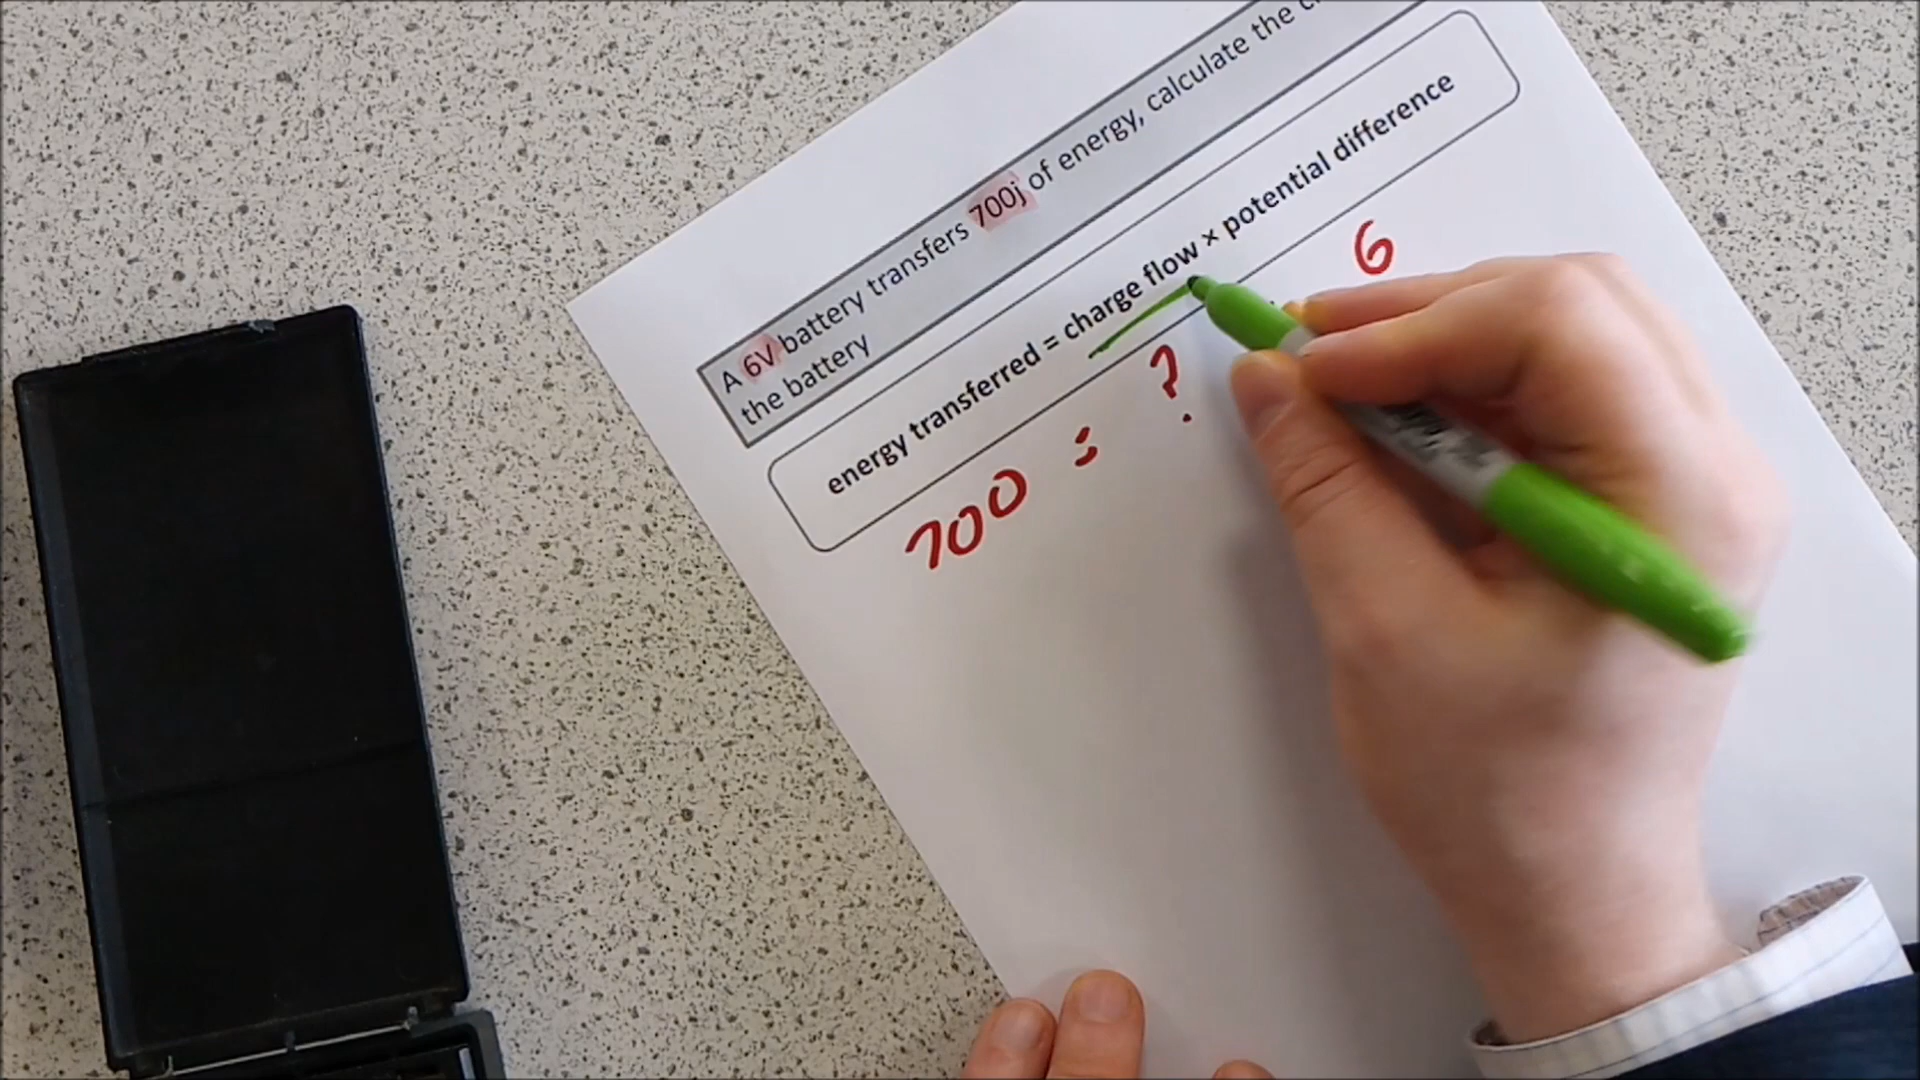 A 6V battery transfers 700j of energy, calculate the
the battery
energy transferred = charge flow × potential difference
700 = ? 6